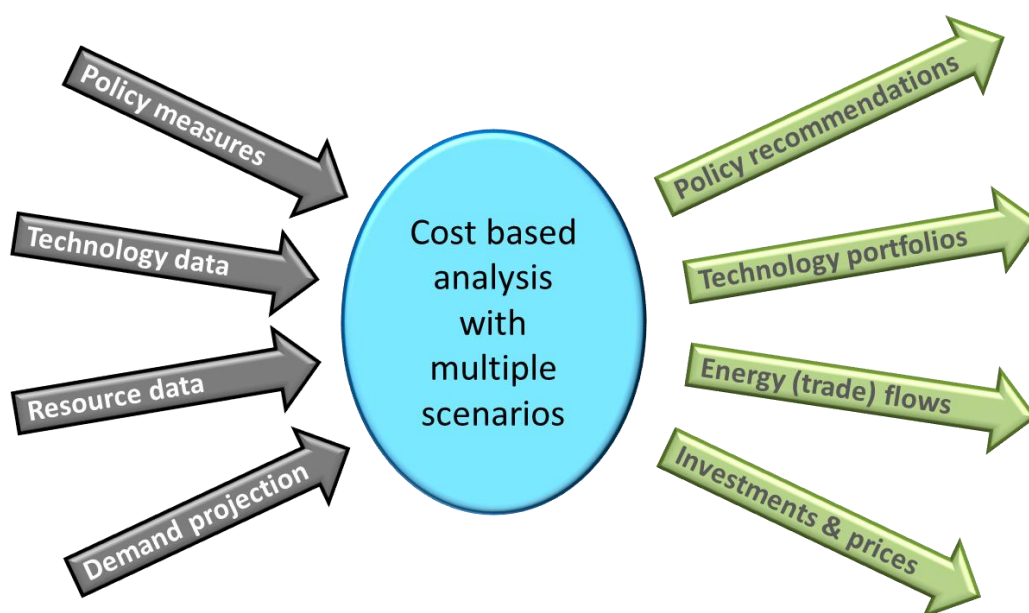 Policy measures
Technology data
Resource data
Demand projection
Cost based
analysis
with
multiple
scenarios
Policy recommendations
Technology portfolios
Energy (trade) flows
Investments & prices